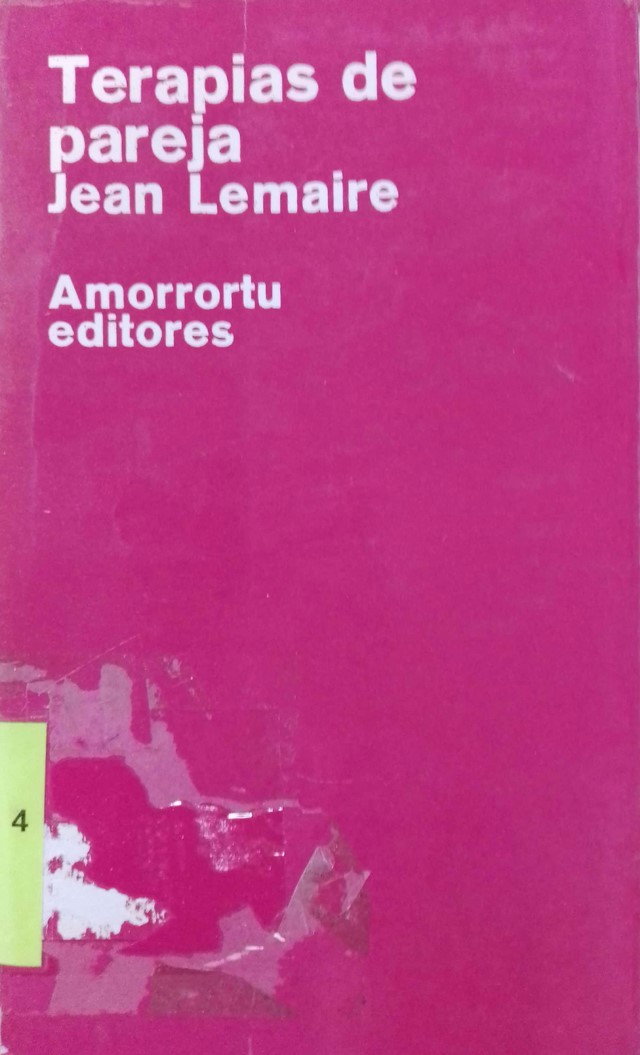 Terapias de
pareja
Jean Lemaire
Amorrortu
editores
4